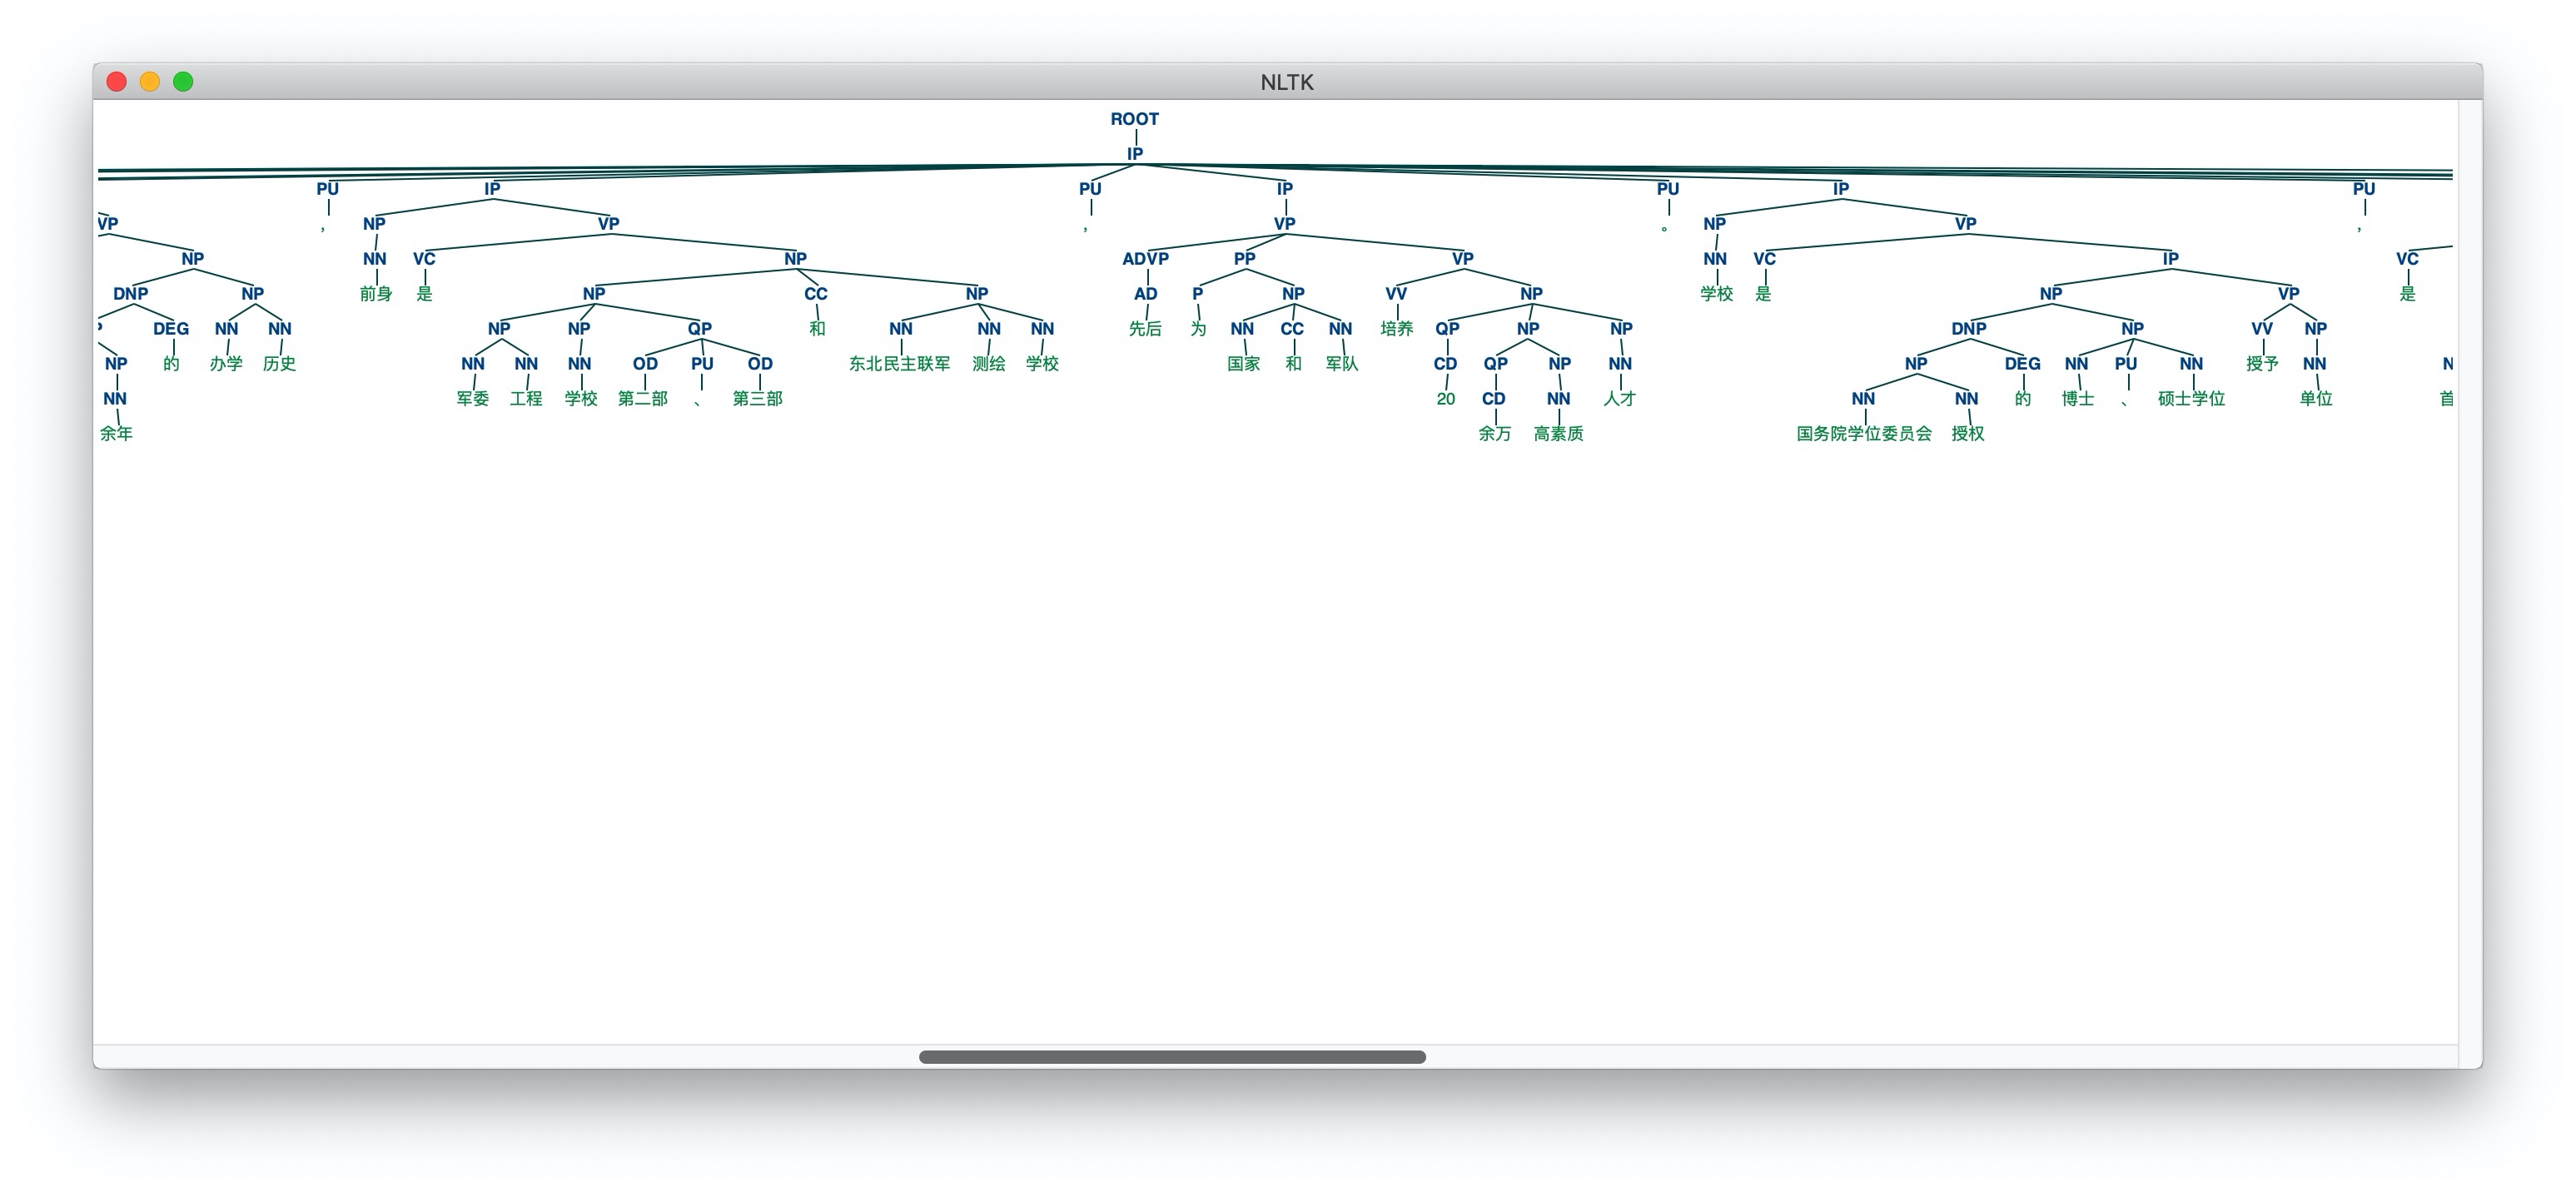 NLTK
ROOT
IP
PU IP PU IP PU IP PU
VP , NP VP , VP 。 NP VP ,
NP NN VC NP ADVP PP VP NN VC IP VC
DNP NP 前身 是 NP CC NP AD P NP VV NP 学校 是 NP VP 是
DEG NN NN NP NP QP 和 NN NN NN 先后 为 NN CC NN 培养 QP NP NP DNP NP VV NP
NP 的 办学 历史 NN NN NN OD PU OD 东北民主联军 测绘 学校 国家 和 军队 CD QP NP NN NP DEG NN PU NN 授予 NN
NN 军委 工程 学校 第二部 、 第三部 20 CD NN 人才 NN NN 的 博士 、 硕士学位 单位 首
余年 余万 高素质 国务院学位委员会 授权